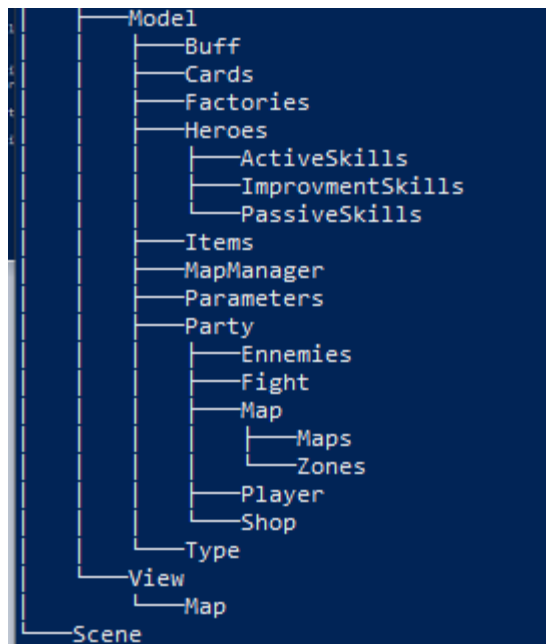 Model
Buff
Cards
Factories
Heroes
ActiveSkills
ImprovmentSkills
PassiveSkills
Items
MapManager
Parameters
Party
Ennemies
Fight
Map
Maps
Zones
Player
Shop
Type
View
Map
Scene